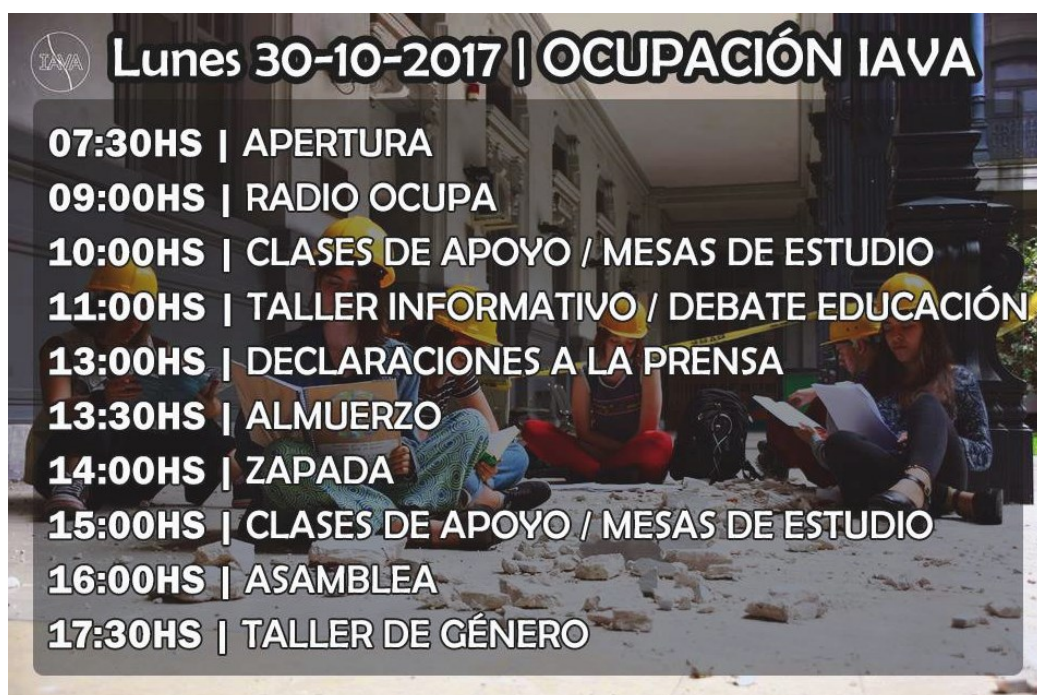 IAVA
Lunes 30-10-2017 | OCUPACIÓN IAVA
07:30HS | APERTURA
09:00HS | RADIO OCUPA
10:00HS | CLASES DE APOYO / MESAS DE ESTUDIO
11:00HS | TALLER INFORMATIVO / DEBATE EDUCACIÓN
13:00HS | DECLARACIONES A LA PRENSA
13:30HS | ALMUERZO
14:00HS | ZAPADA
15:00HS | CLASES DE APOYO / MESAS DE ESTUDIO
16:00HS | ASAMBLEA
17:30HS | TALLER DE GÉNERO